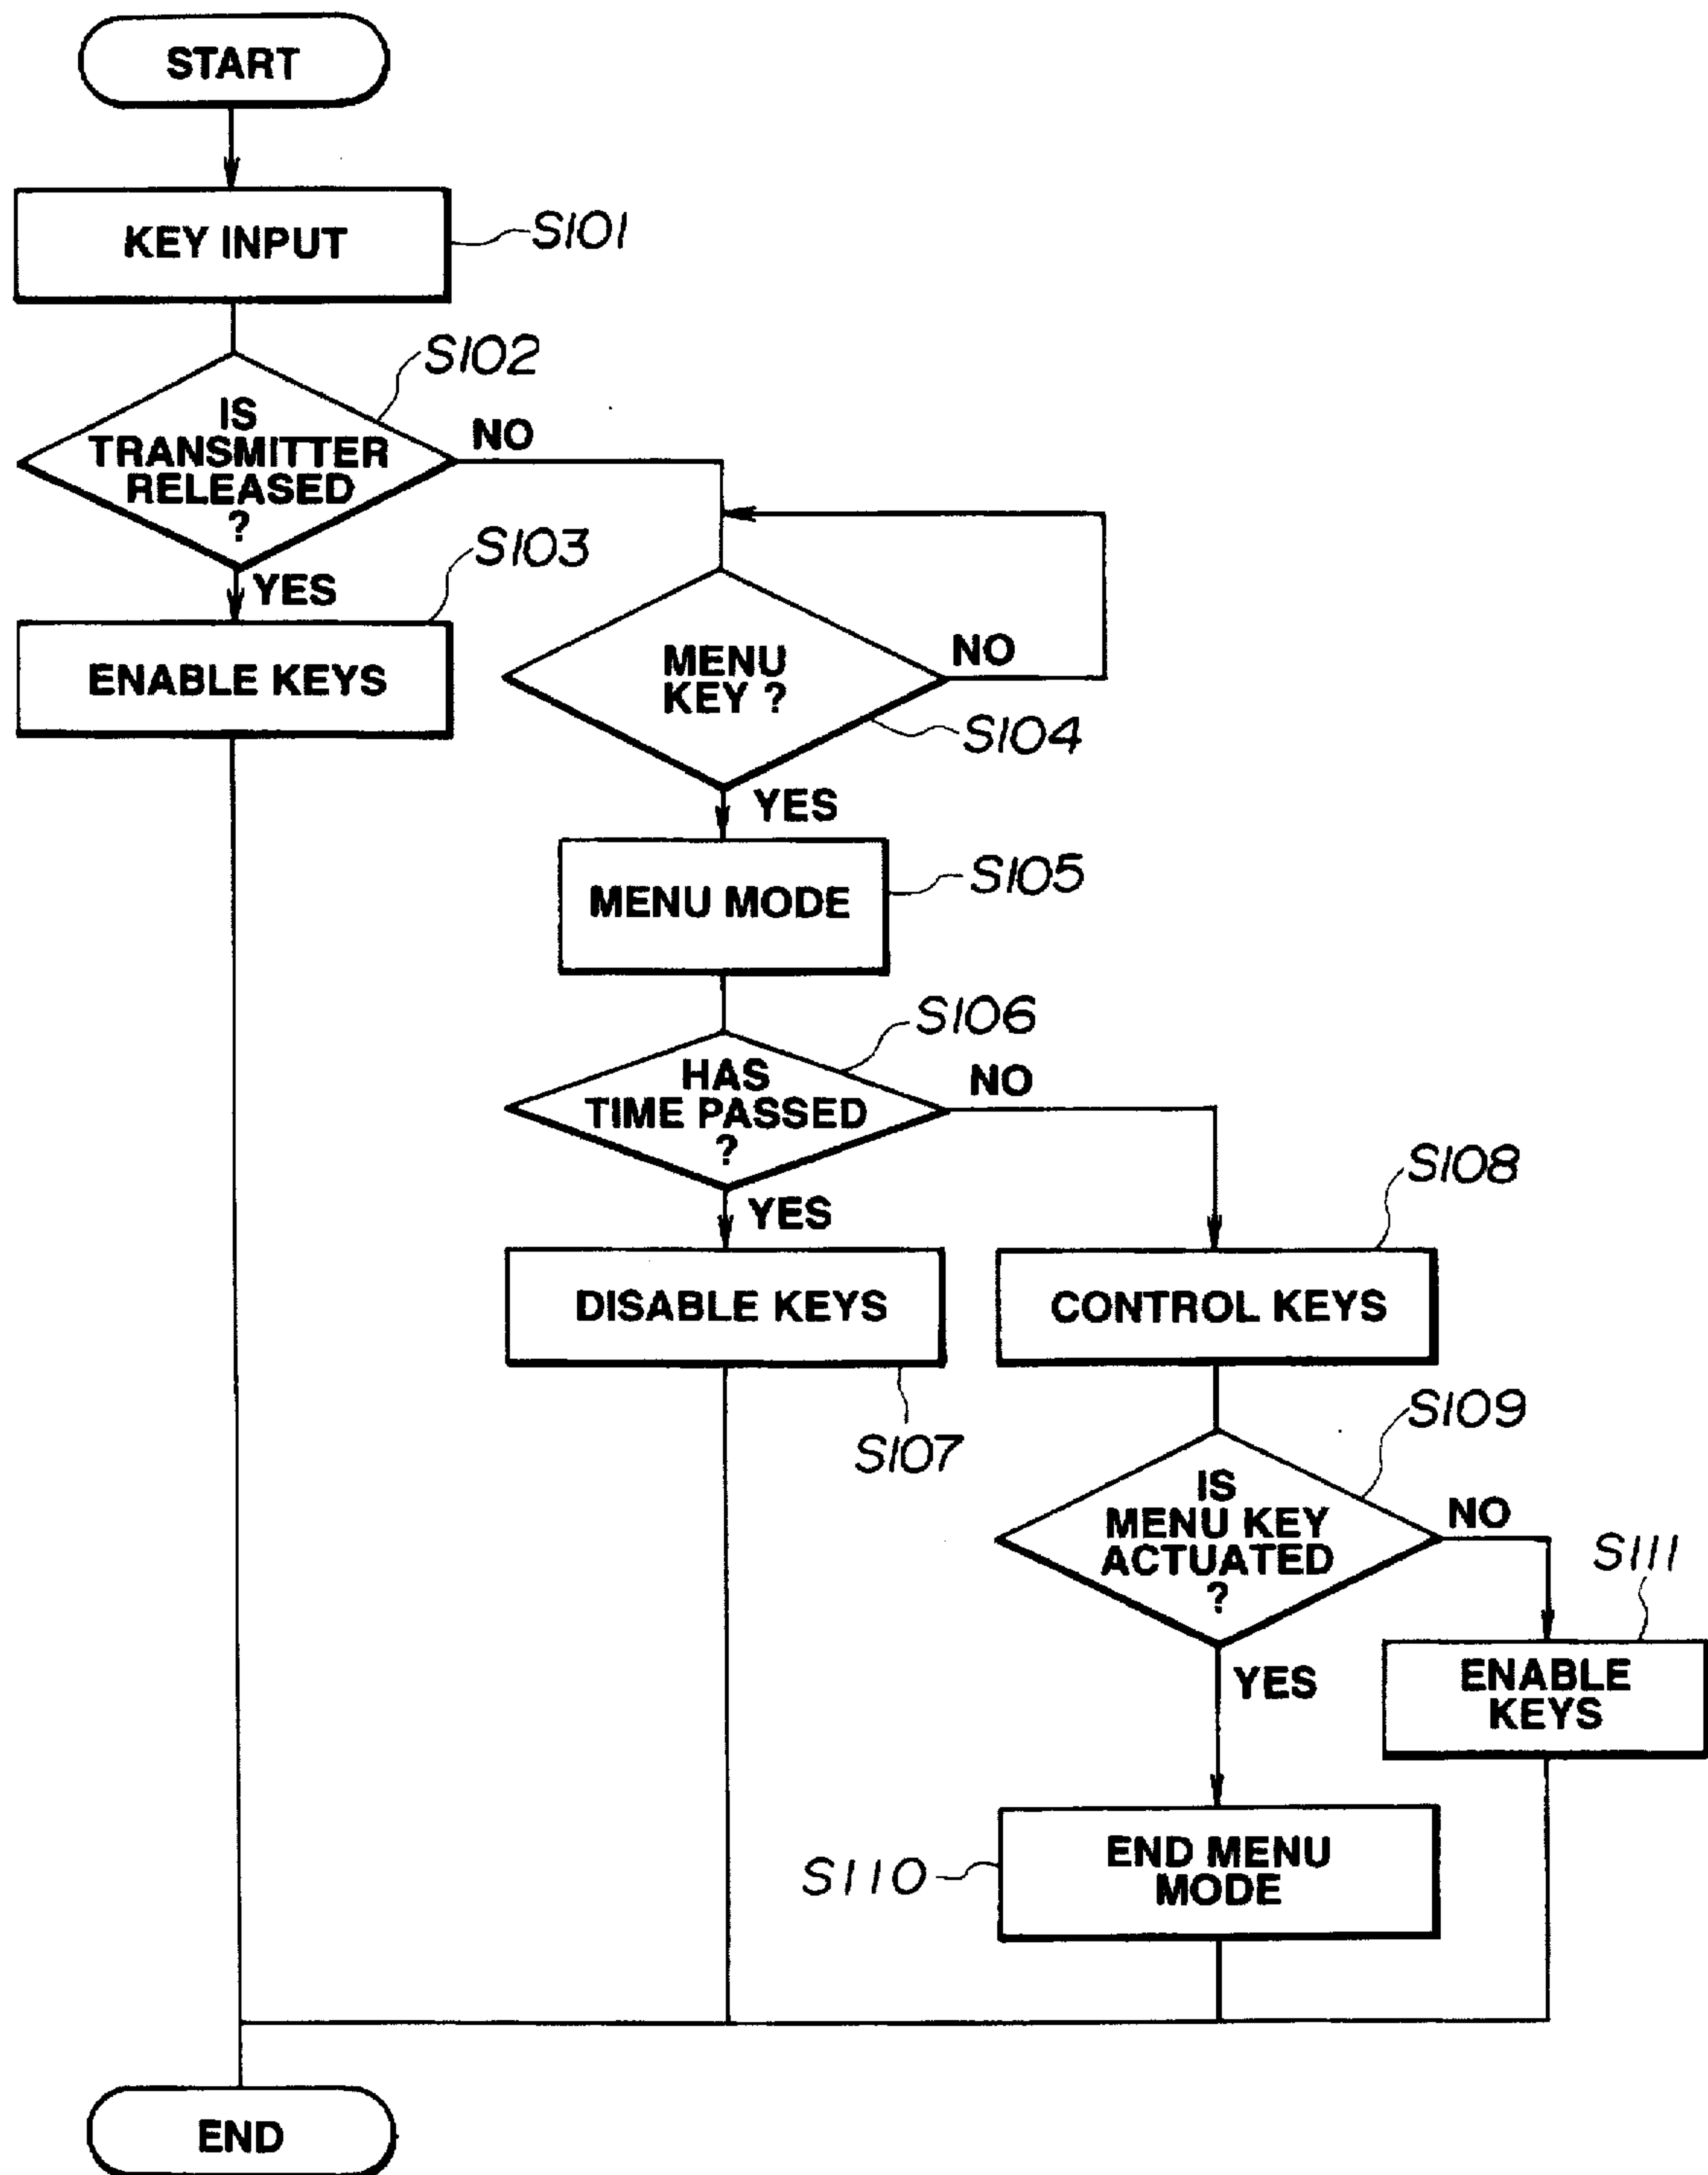 START
KEY INPUT
S101
S102
IS
TRANSMITTER
RELEASED
?
NO
YES
S103
ENABLE KEYS
MENU
KEY ?
NO
S104
YES
MENU MODE
S105
S106
HAS
TIME PASSED
?
NO
YES
S108
DISABLE KEYS
CONTROL KEYS
S107
S109
IS
MENU KEY
ACTUATED
?
NO
S111
YES
ENABLE
KEYS
END MENU
MODE
S110
END